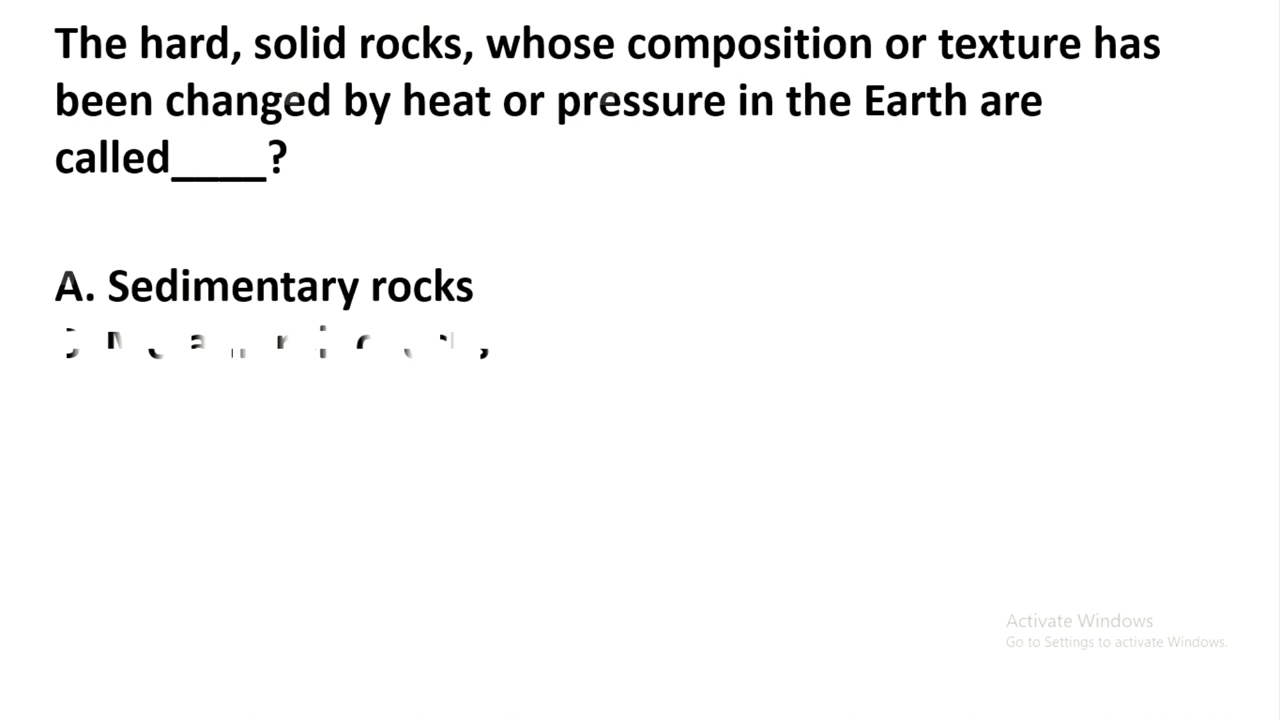 The hard, solid rocks, whose composition or texture has
been changed by heat or pressure in the Earth are
called____?
A. Sedimentary rocks
Activate Windows
Go to Settings to activate Windows.